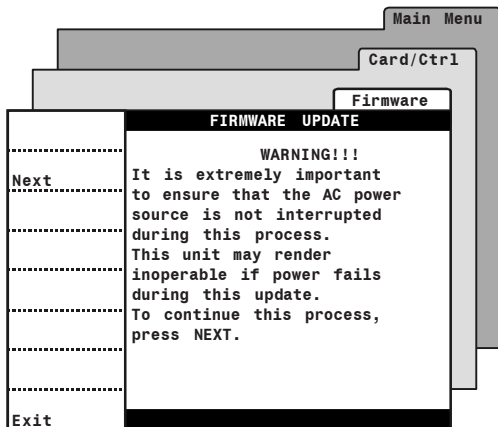 Main Menu
Card/Ctrl
Firmware
FIRMWARE UPDATE
WARNING!!!
Next
It is extremely important
to ensure that the AC power
source is not interrupted
during this process.
This unit may render
inoperable if power fails
during this update.
To continue this process,
press NEXT.
Exit